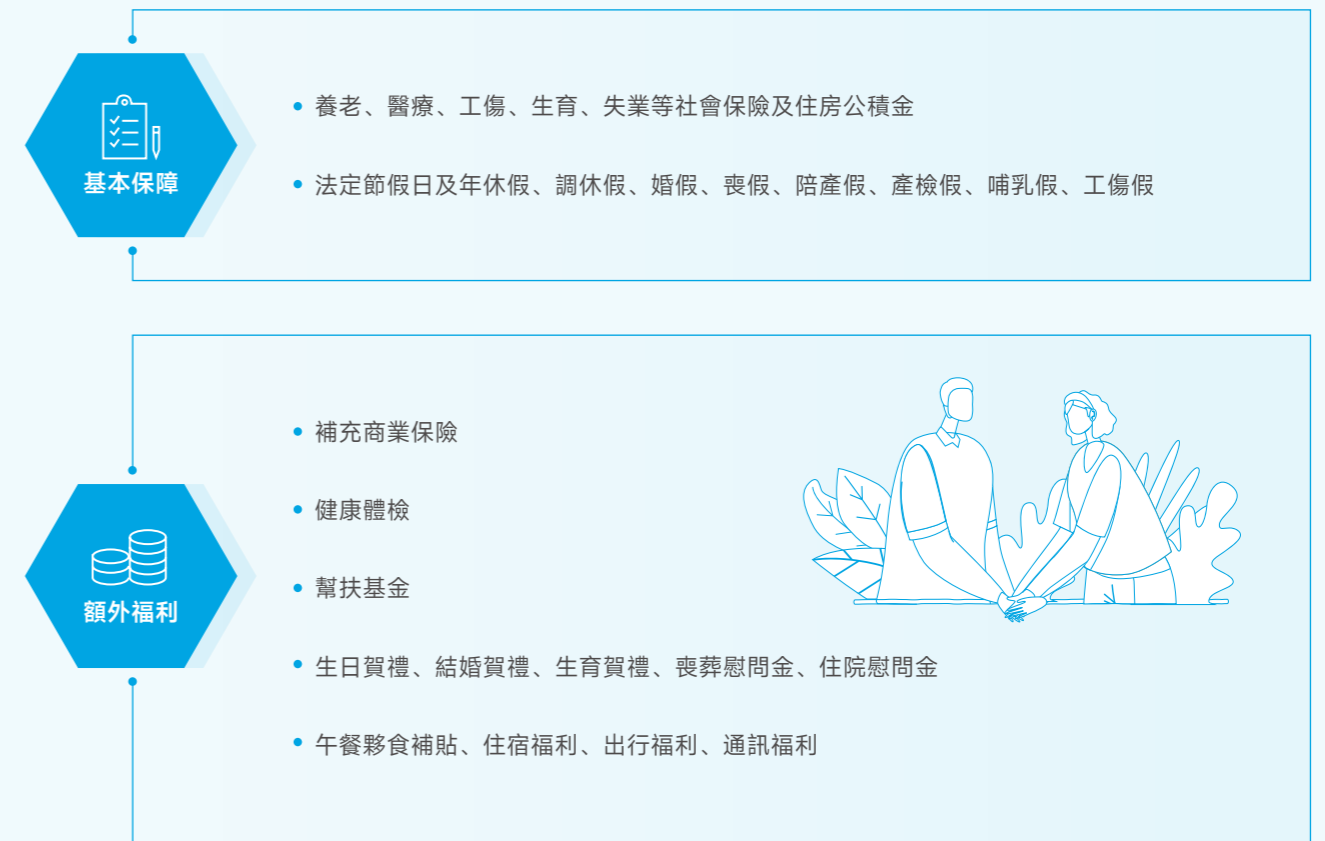 基本保障
• 養老、醫療、工傷、生育、失業等社會保險及住房公積金
• 法定節假日及年休假、調休假、婚假、喪假、陪產假、產檢假、哺乳假、工傷假
額外福利
• 補充商業保險
• 健康體檢
• 幫扶基金
• 生日賀禮、結婚賀禮、生育賀禮、喪葬慰問金、住院慰問金
• 午餐夥食補貼、住宿福利、出行福利、通訊福利